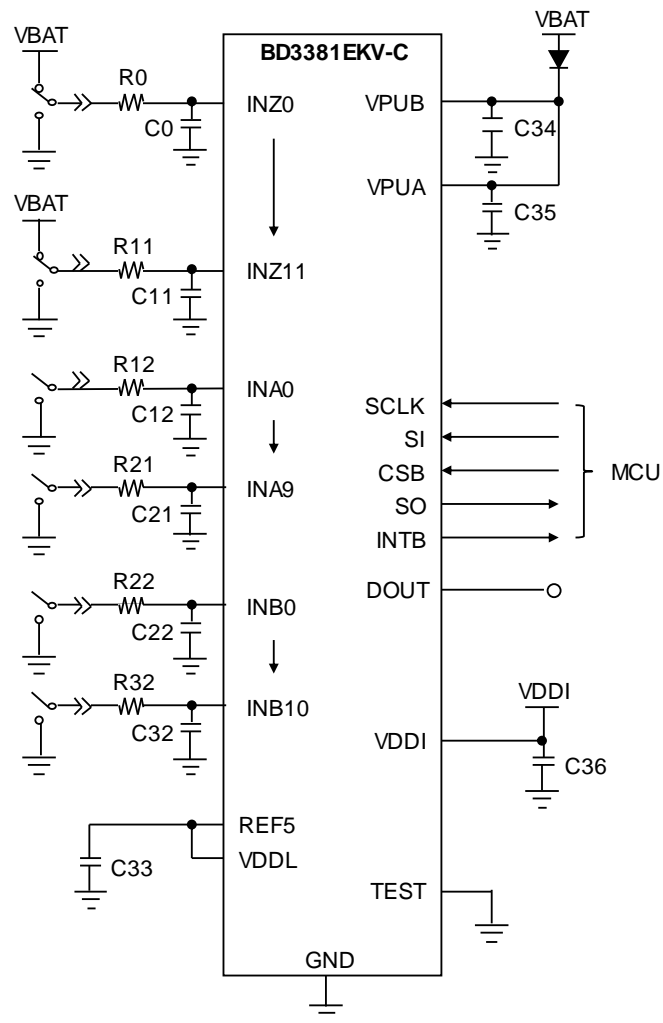 VBAT
BD3381EKV-C
VBAT
R0
INZ0
C0
VPUB
C34
VPUA
C35
VBAT
R11
INZ11
C11
R12
INA0
C12
SCLK
SI
CSB
MCU
SO
INTB
R21
INA9
C21
DOUT
R22
INB0
C22
R32
INB10
C32
VDDI
VDDI
C36
REF5
VDDL
C33
TEST
GND